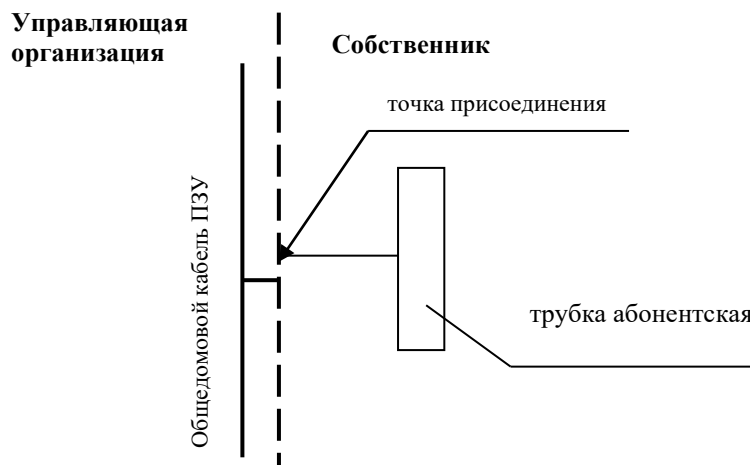 Управляющая
организация
Собственник
точка присоединения
Общедомовой кабель ПЗУ
трубка абонентская